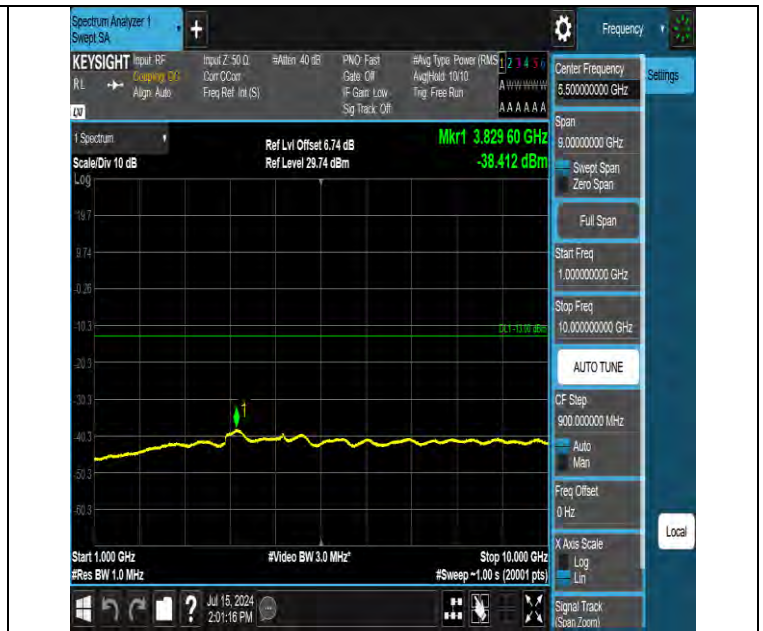 Spectrum Analyzer 1
Swept SA
+
Frequency
KEYSIGHT Input: RF Input Z: 50 Ω #Atten: 40 dB PNO: Fast #Avg Type: Power (RMS 1 2 3 4 5 6
RL Coupling: DC Corr CCorr Gate: Off Avg|Hold: 10/10 A W W W W W
Align: Auto Freq Ref: Int (S) IF Gain: Low Trig: Free Run
Sig Track: Off A A A A A A
LXI
Center Frequency
5.500000000 GHz
Settings
Span
9.00000000 GHz
Swept Span
Zero Span
Full Span
Start Freq
1.000000000 GHz
Stop Freq
10.000000000 GHz
AUTO TUNE
CF Step
900.000000 MHz
Auto
Man
Freq Offset
0 Hz
X Axis Scale
Log
Lin
Signal Track
(Span Zoom)
Local
1 Spectrum
Scale/Div 10 dB
Log
Ref Lvl Offset 6.74 dB
Ref Level 29.74 dBm
Mkr1 3.829 60 GHz
-38.412 dBm
19.7
9.74
-0.26
-10.3
DL1 -13.00 dBm
-20.3
-30.3
1
-40.3
-50.3
-60.3
Start 1.000 GHz #Video BW 3.0 MHz* Stop 10.000 GHz
#Res BW 1.0 MHz #Sweep ~1.00 s (20001 pts)
? Jul 15, 2024
2:01:16 PM